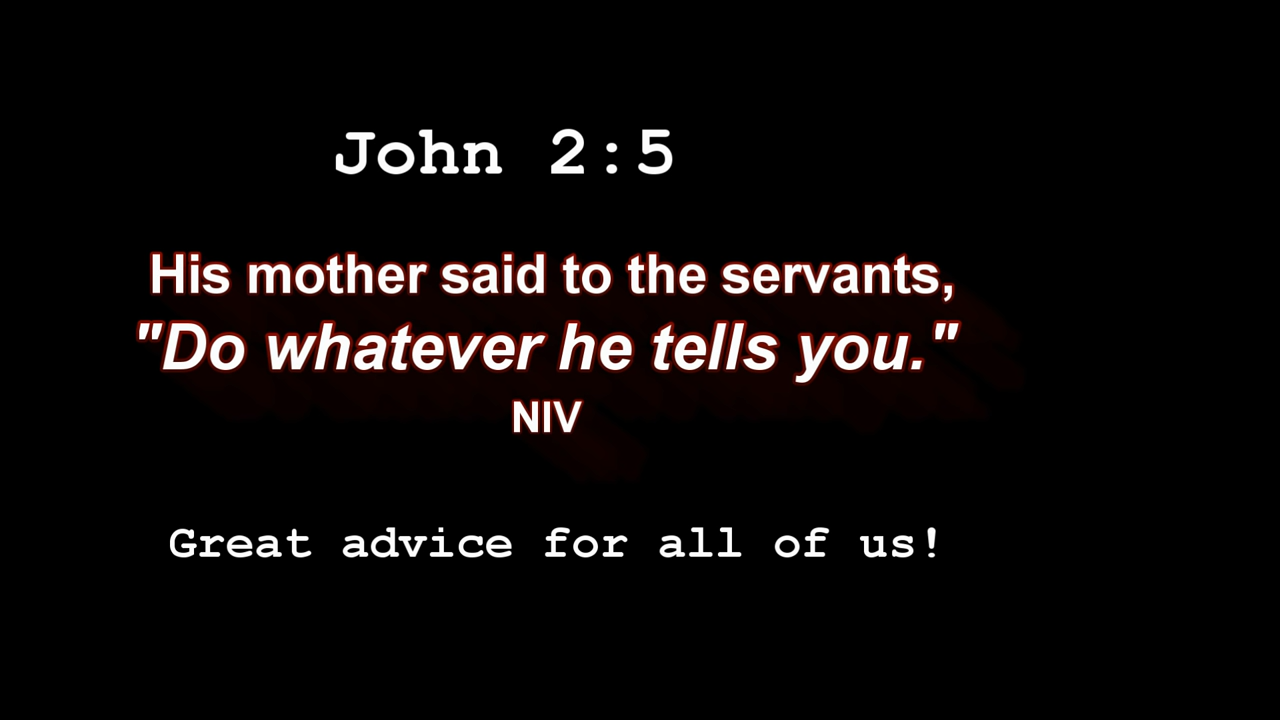 John 2:5
His mother said to the servants,
"Do whatever he tells you."
NIV
Great advice for all of us!